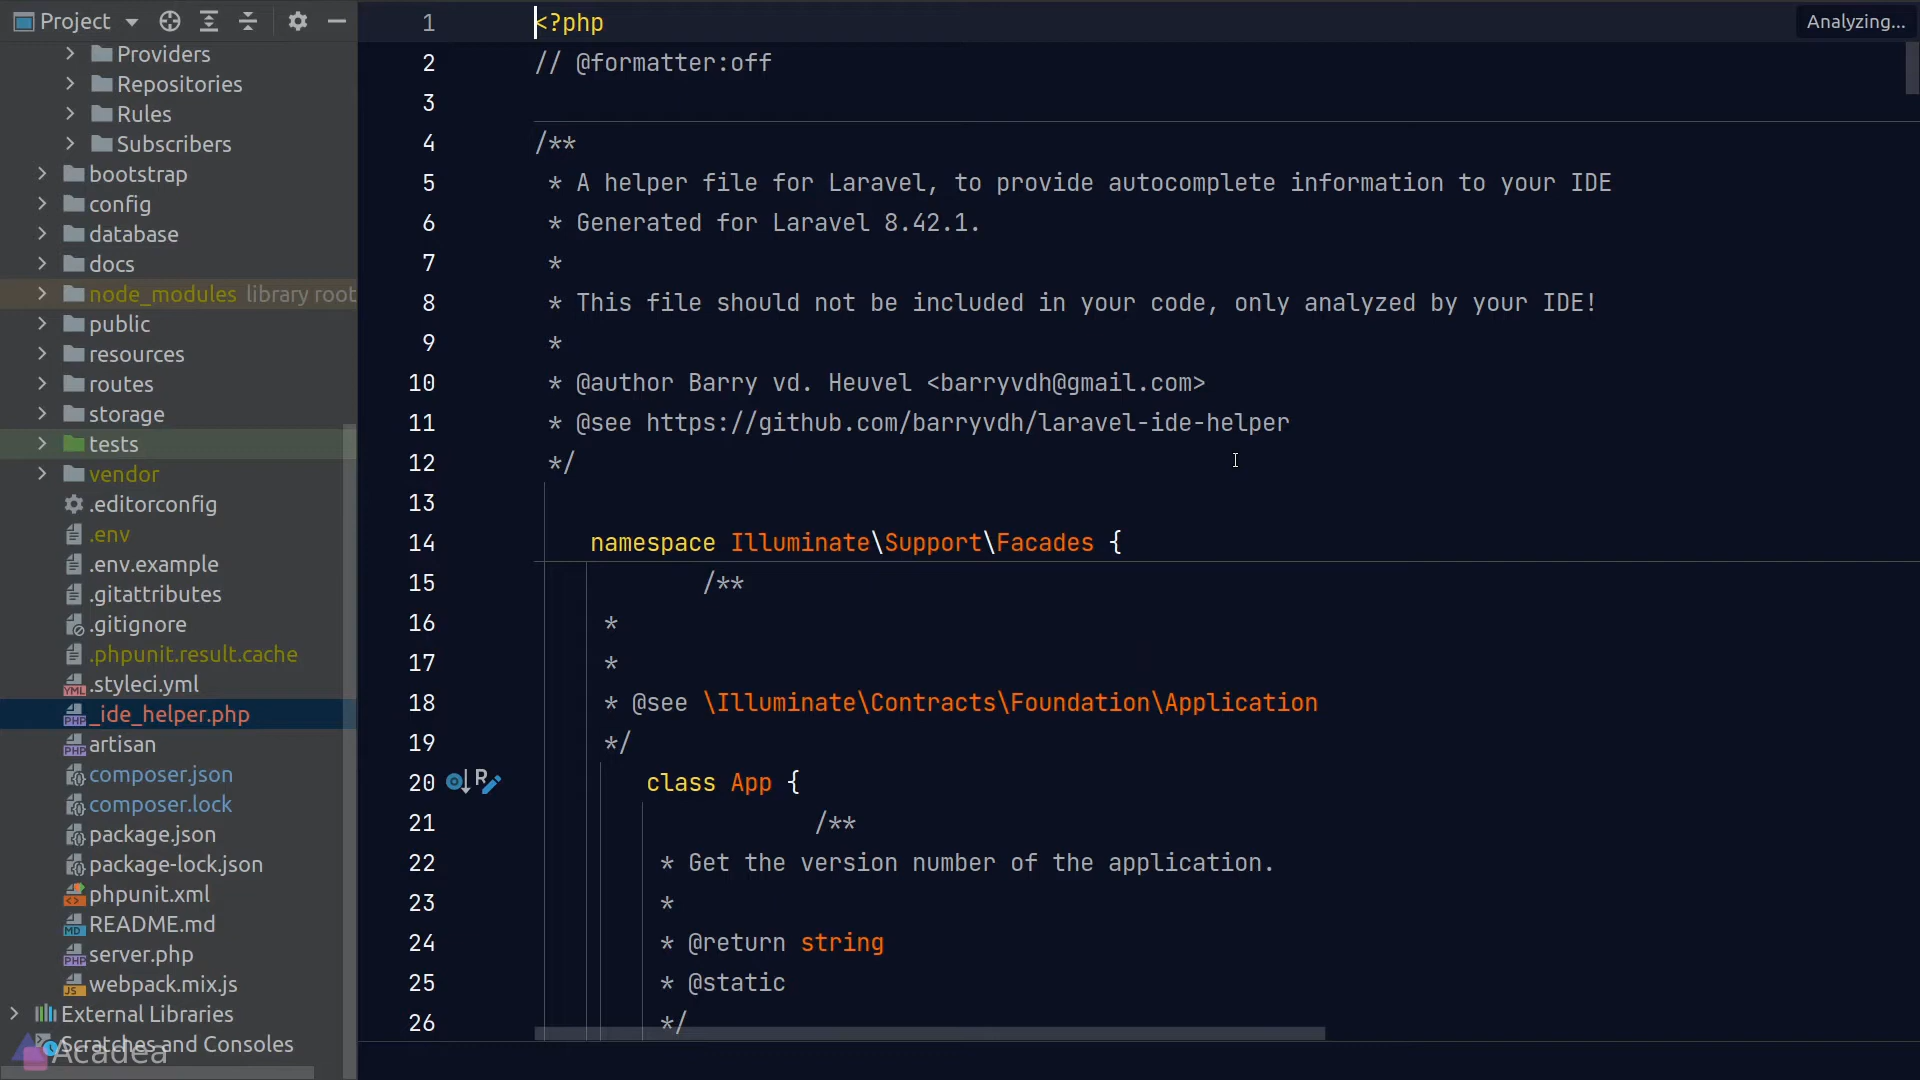 Project
Providers
Repositories
Rules
Subscribers
bootstrap
config
database
docs
node_modules library root
public
resources
routes
storage
tests
vendor
.editorconfig
.env
.env.example
.gitattributes
.gitignore
.phpunit.result.cache
.styleci.yml
_ide_helper.php
artisan
composer.json
composer.lock
package.json
package-lock.json
phpunit.xml
README.md
server.php
webpack.mix.js
External Libraries
Scratches and Consoles
Acadea
Analyzing...
1 <?php
2 // @formatter:off
3
4 /**
5 * A helper file for Laravel, to provide autocomplete information to your IDE
6 * Generated for Laravel 8.42.1.
7 *
8 * This file should not be included in your code, only analyzed by your IDE!
9 *
10 * @author Barry vd. Heuvel <barryvdh@gmail.com>
11 * @see https://github.com/barryvdh/laravel-ide-helper
12 */
13
14 namespace Illuminate\Support\Facades {
15 /**
16 *
17 *
18 * @see \Illuminate\Contracts\Foundation\Application
19 */
20 class App {
21 /**
22 * Get the version number of the application.
23 *
24 * @return string
25 * @static
26 */